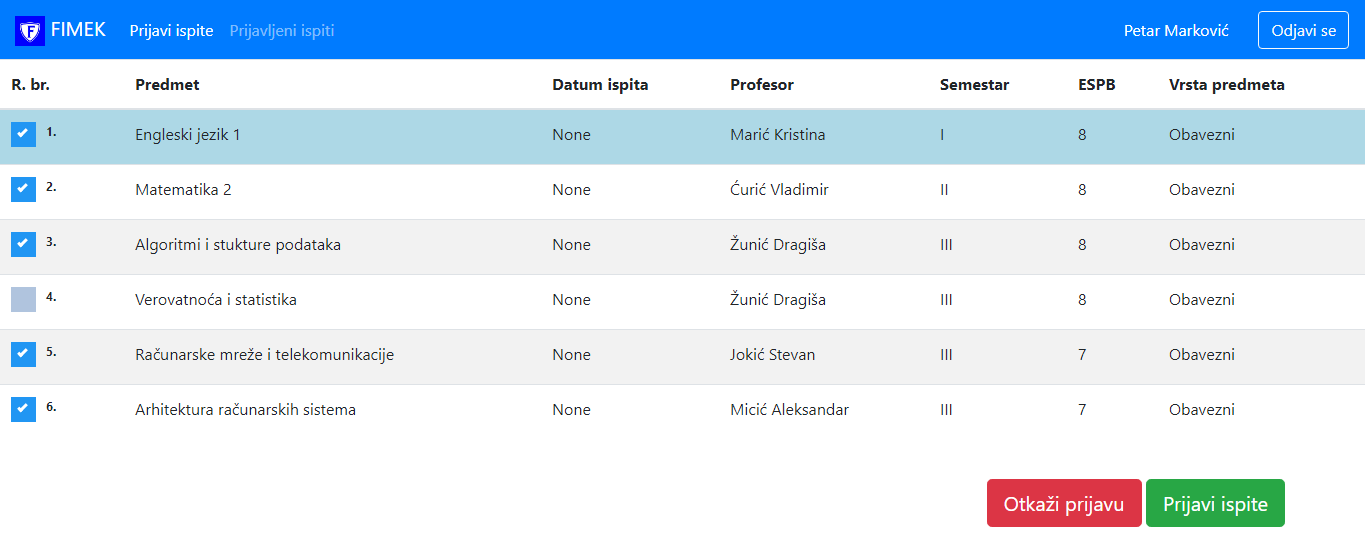 F FIMEK Prijavi ispite Prijavljeni ispiti Petar Marković Odjavi se
R. br. Predmet Datum ispita Profesor Semestar ESPB Vrsta predmeta
1. Engleski jezik 1 None Marić Kristina I 8 Obavezni
2. Matematika 2 None Ćurić Vladimir II 8 Obavezni
3. Algoritmi i stukture podataka None Žunić Dragiša III 8 Obavezni
4. Verovatnoća i statistika None Žunić Dragiša III 8 Obavezni
5. Računarske mreže i telekomunikacije None Jokić Stevan III 7 Obavezni
6. Arhitektura računarskih sistema None Micić Aleksandar III 7 Obavezni
Otkaži prijavu Prijavi ispite